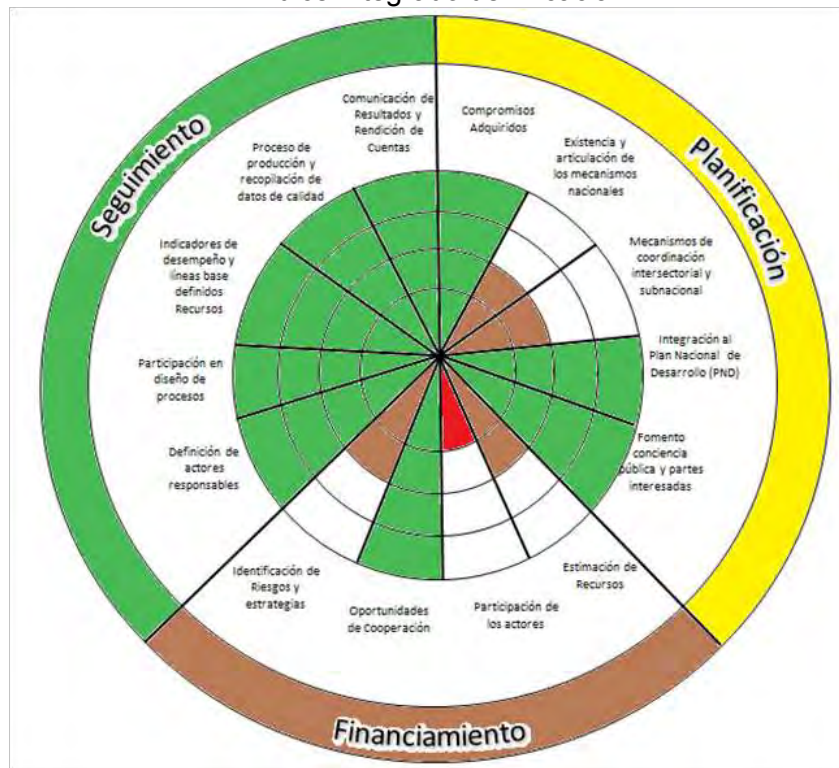 Seguimiento
Planificación
Financiamiento
Comunicación de
Resultados y
Rendición de
Cuentas
Compromisos
Adquiridos
Existencia y
articulación de
los mecanismos
nacionales
Mecanismos de
coordinación
intersectorial y
subnacional
Integración al
Plan Nacional de
Desarrollo (PND)
Fomento
conciencia
pública y partes
interesadas
Estimación de
Recursos
Participación de
los actores
Oportunidades
de Cooperación
Identificación de
Riesgos y
estrategias
Definición de
actores
responsables
Participación en
diseño de
procesos
Indicadores de
desempeño y
líneas base
definidos
Recursos
Proceso de
producción y
recopilación de
datos de calidad